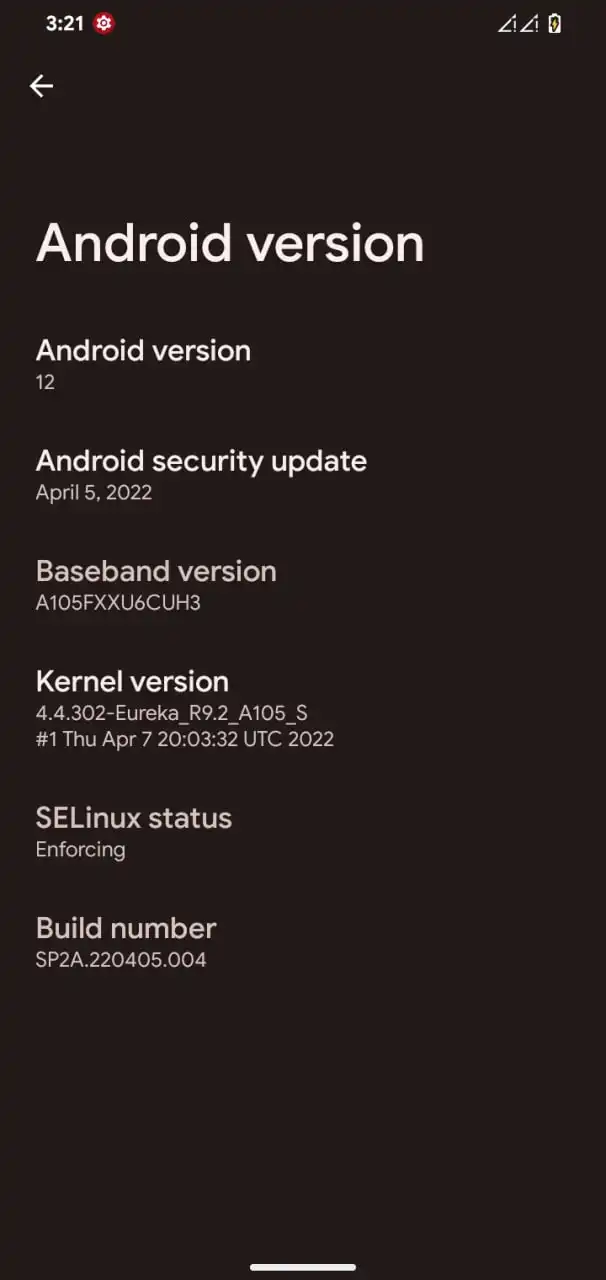 3:21
Android version
Android version
12
Android security update
April 5, 2022
Baseband version
A105FXXU6CUH3
Kernel version
4.4.302-Eureka_R9.2_A105_S
#1 Thu Apr 7 20:03:32 UTC 2022
SELinux status
Enforcing
Build number
SP2A.220405.004